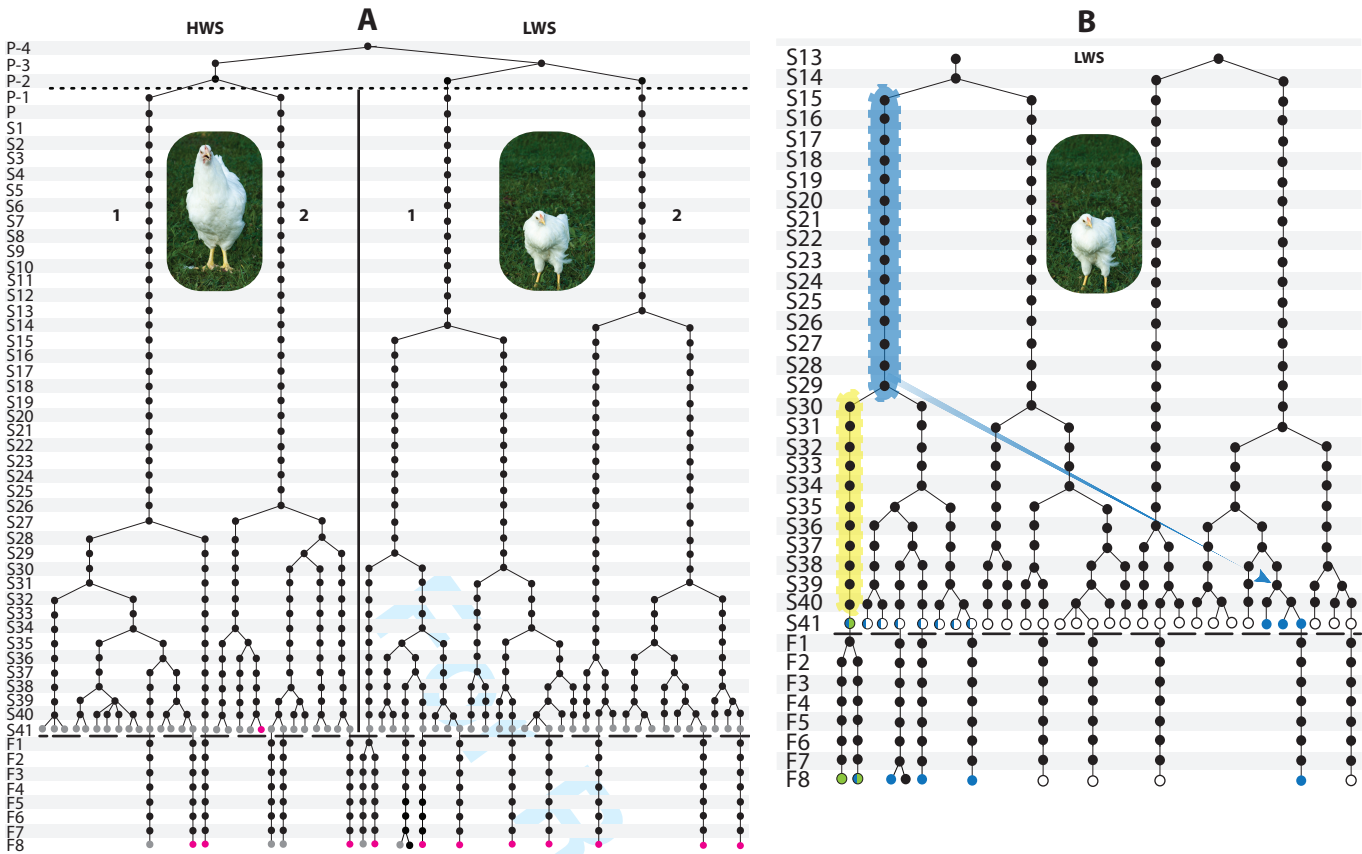 A
HWS
LWS
P-4
P-3
P-2
P-1
P
S1
S2
S3
S4
S5
S6
S7
S8
S9
S10
S11
S12
S13
S14
S15
S16
S17
S18
S19
S20
S21
S22
S23
S24
S25
S26
S27
S28
S29
S30
S31
S32
S33
S34
S35
S36
S37
S38
S39
S40
S41
F1
F2
F3
F4
F5
F6
F7
F8
1
2
1
2
B
LWS
S13
S14
S15
S16
S17
S18
S19
S20
S21
S22
S23
S24
S25
S26
S27
S28
S29
S30
S31
S32
S33
S34
S35
S36
S37
S38
S39
S40
S41
F1
F2
F3
F4
F5
F6
F7
F8